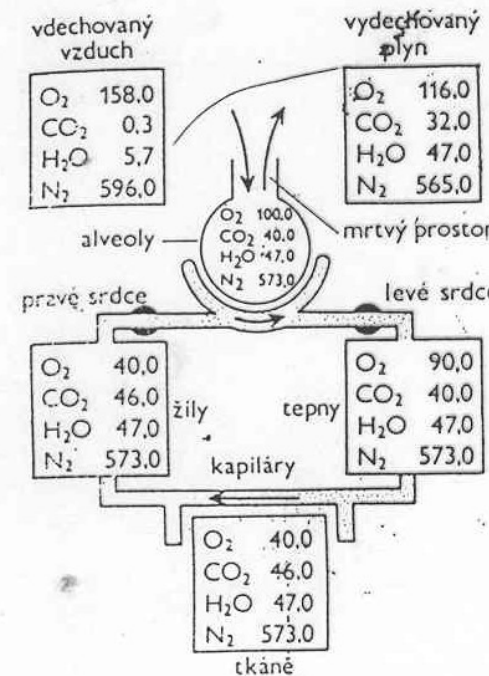 vdechovaný
vzduch
O₂ 158.0
CO₂ 0.3
H₂O 5,7
N₂ 596,0
vydechovaný
plyn
O₂ 116.0
CO₂ 32.0
H₂O 47.0
N₂ 565.0
alveoly
O₂ 100,0
CO₂ 40,0
H₂O 47,0
N₂ 573,0
mrtvý prostor
pravé srdce
levé srdce
O₂ 40,0
CO₂ 46,0
H₂O 47,0
N₂ 573.0
žíly
tepny
O₂ 90,0
CO₂ 40.0
H₂O 47.0
N₂ 573,0
kapiláry
O₂ 40,0
CO₂ 46.0
H₂O 47.0
N₂ 573.0
tkáně